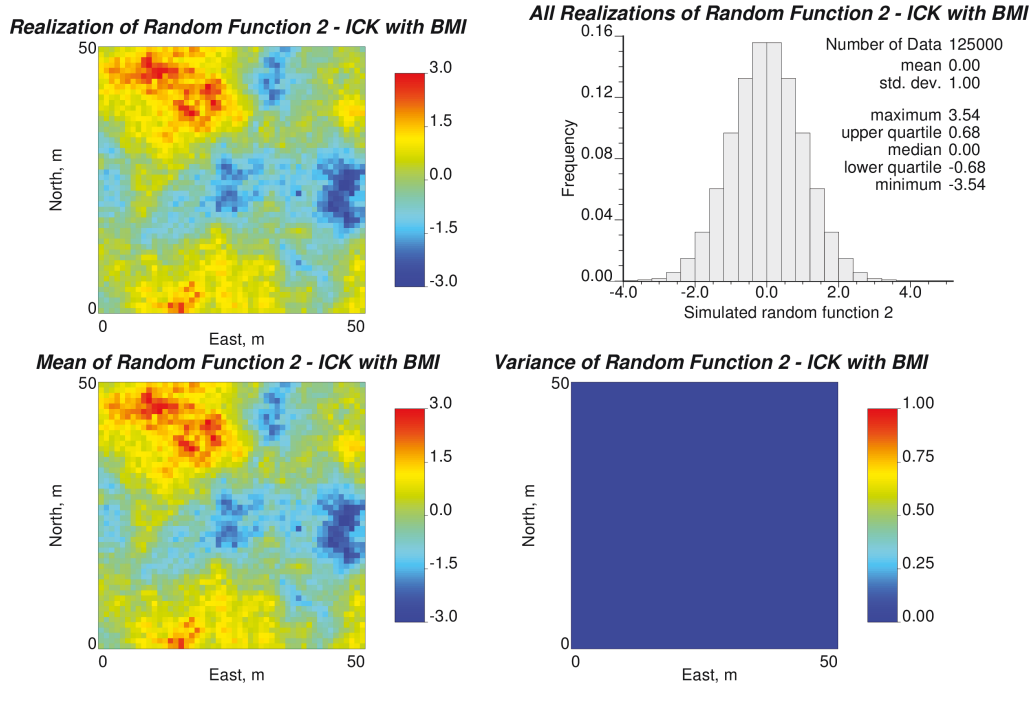 Realization of Random Function 2 - ICK with BMI
50
North, m
0
0
50
East, m
3.0
1.5
0.0
-1.5
-3.0
All Realizations of Random Function 2 - ICK with BMI
Number of Data 125000
mean 0.00
std. dev. 1.00
maximum 3.54
upper quartile 0.68
median 0.00
lower quartile -0.68
minimum -3.54
Frequency
0.16
0.12
0.08
0.04
0.00
-4.0 -2.0 0.0 2.0 4.0
Simulated random function 2
Mean of Random Function 2 - ICK with BMI
50
North, m
0
0
50
East, m
3.0
1.5
0.0
-1.5
-3.0
Variance of Random Function 2 - ICK with BMI
50
North, m
0
0
50
East, m
1.00
0.75
0.50
0.25
0.00